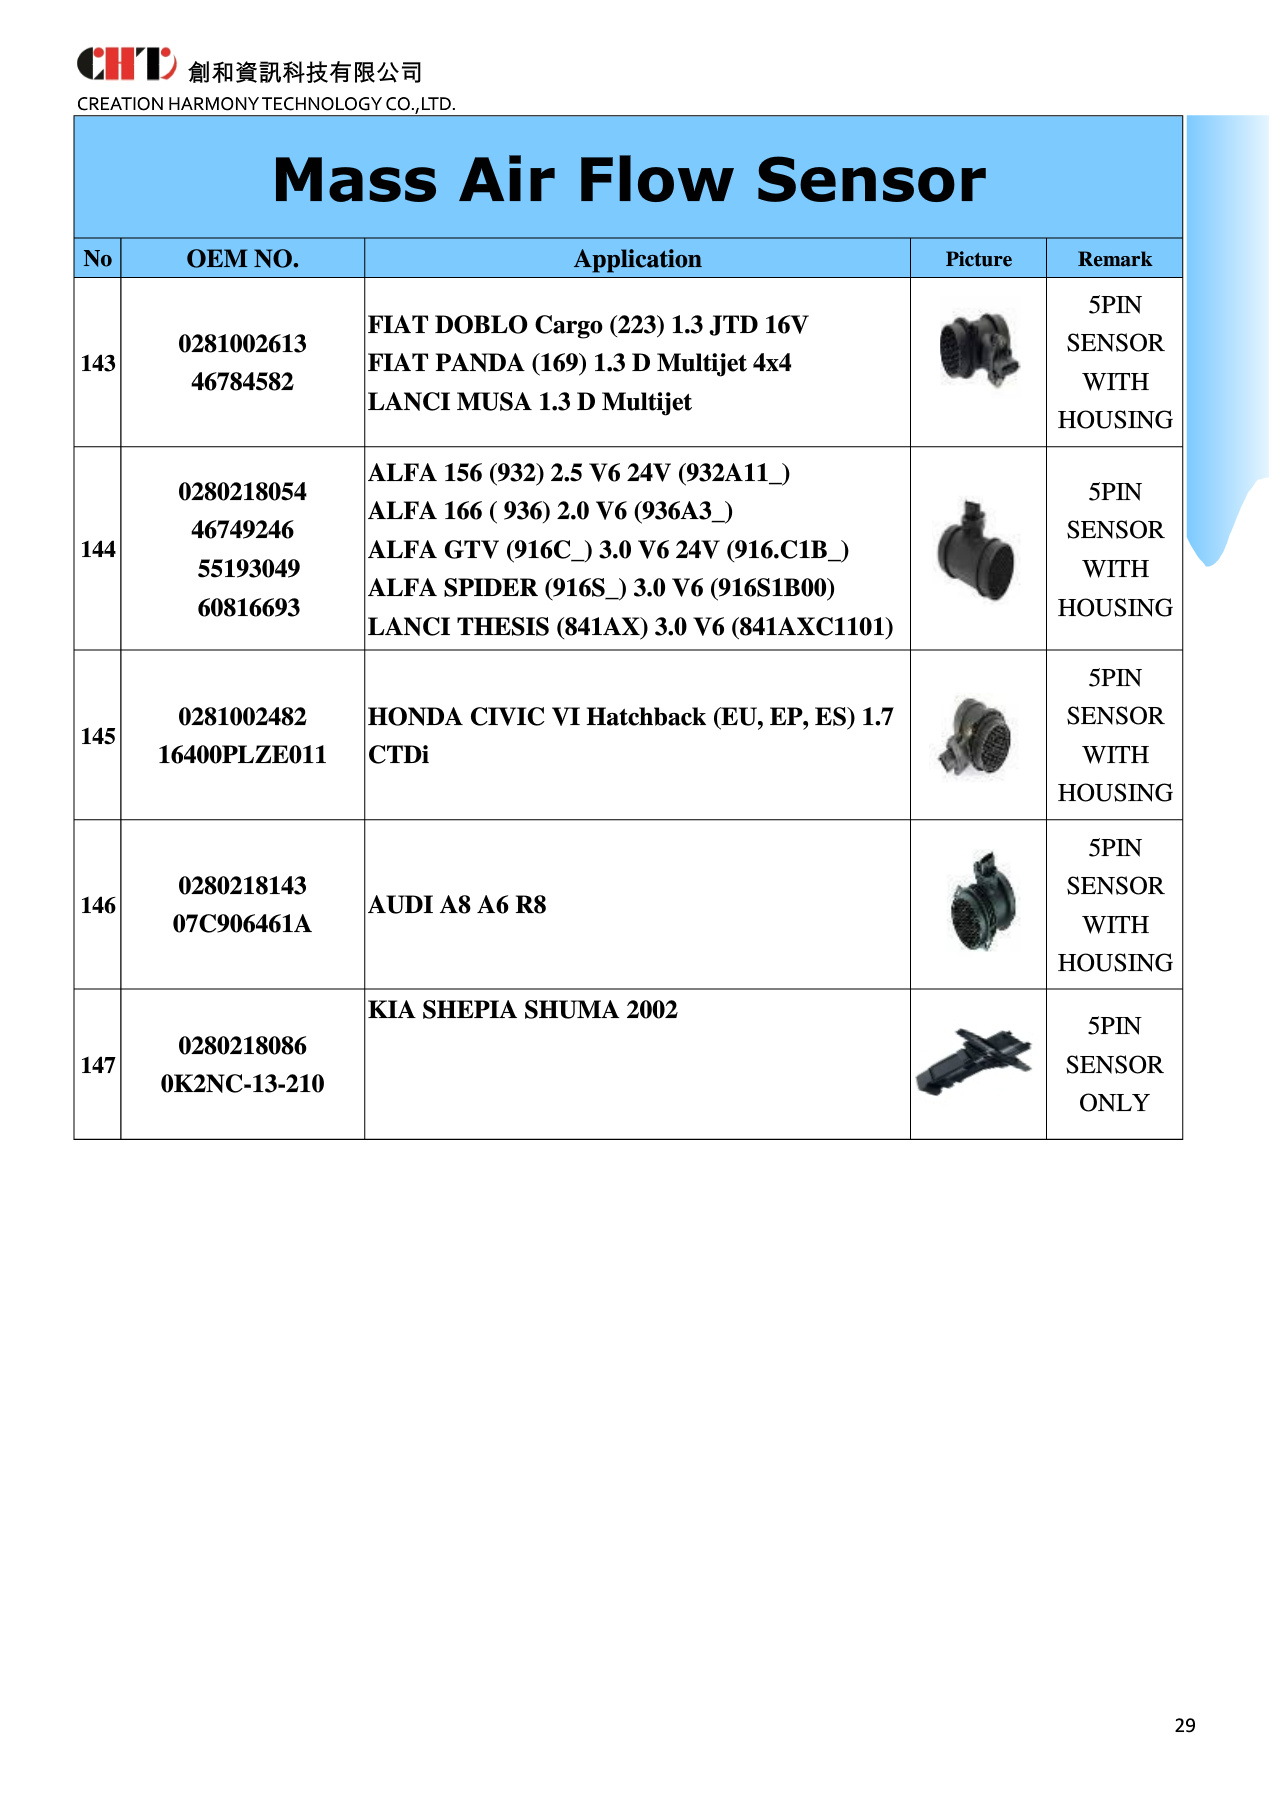 CHT 創和資訊科技有限公司
CREATION HARMONY TECHNOLOGY CO.,LTD.
Mass Air Flow Sensor
No OEM NO. Application Picture Remark
143
0281002613
46784582
FIAT DOBLO Cargo (223) 1.3 JTD 16V
FIAT PANDA (169) 1.3 D Multijet 4x4
LANCI MUSA 1.3 D Multijet
5PIN
SENSOR
WITH
HOUSING
144
0280218054
46749246
55193049
60816693
ALFA 156 (932) 2.5 V6 24V (932A11_)
ALFA 166 ( 936) 2.0 V6 (936A3_)
ALFA GTV (916C_) 3.0 V6 24V (916.C1B_)
ALFA SPIDER (916S_) 3.0 V6 (916S1B00)
LANCI THESIS (841AX) 3.0 V6 (841AXC1101)
5PIN
SENSOR
WITH
HOUSING
145
0281002482
16400PLZE011
HONDA CIVIC VI Hatchback (EU, EP, ES) 1.7
CTDi
5PIN
SENSOR
WITH
HOUSING
146
0280218143
07C906461A
AUDI A8 A6 R8
5PIN
SENSOR
WITH
HOUSING
147
0280218086
0K2NC-13-210
KIA SHEPIA SHUMA 2002
5PIN
SENSOR
ONLY
29